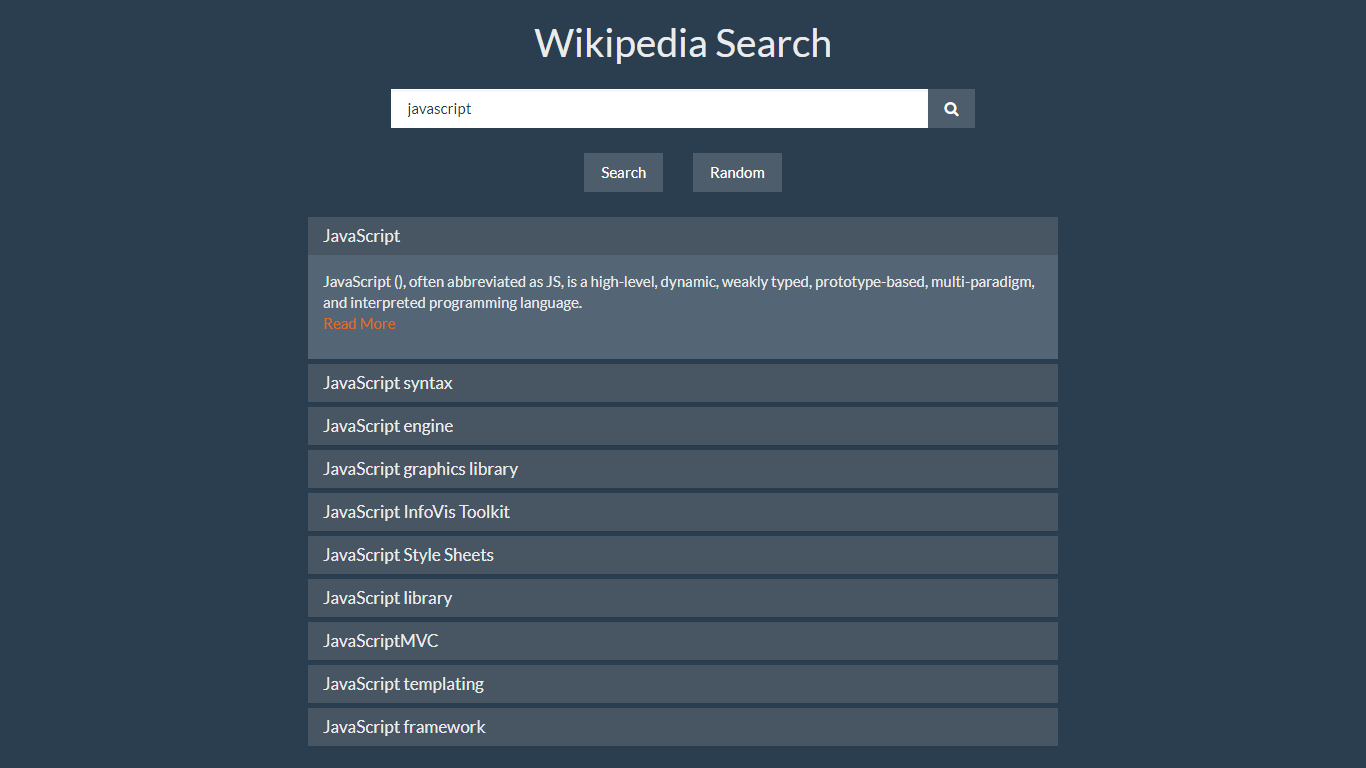 Wikipedia Search
javascript
Search
Random
JavaScript
JavaScript (), often abbreviated as JS, is a high-level, dynamic, weakly typed, prototype-based, multi-paradigm,
and interpreted programming language.
Read More
JavaScript syntax
JavaScript engine
JavaScript graphics library
JavaScript InfoVis Toolkit
JavaScript Style Sheets
JavaScript library
JavaScriptMVC
JavaScript templating
JavaScript framework